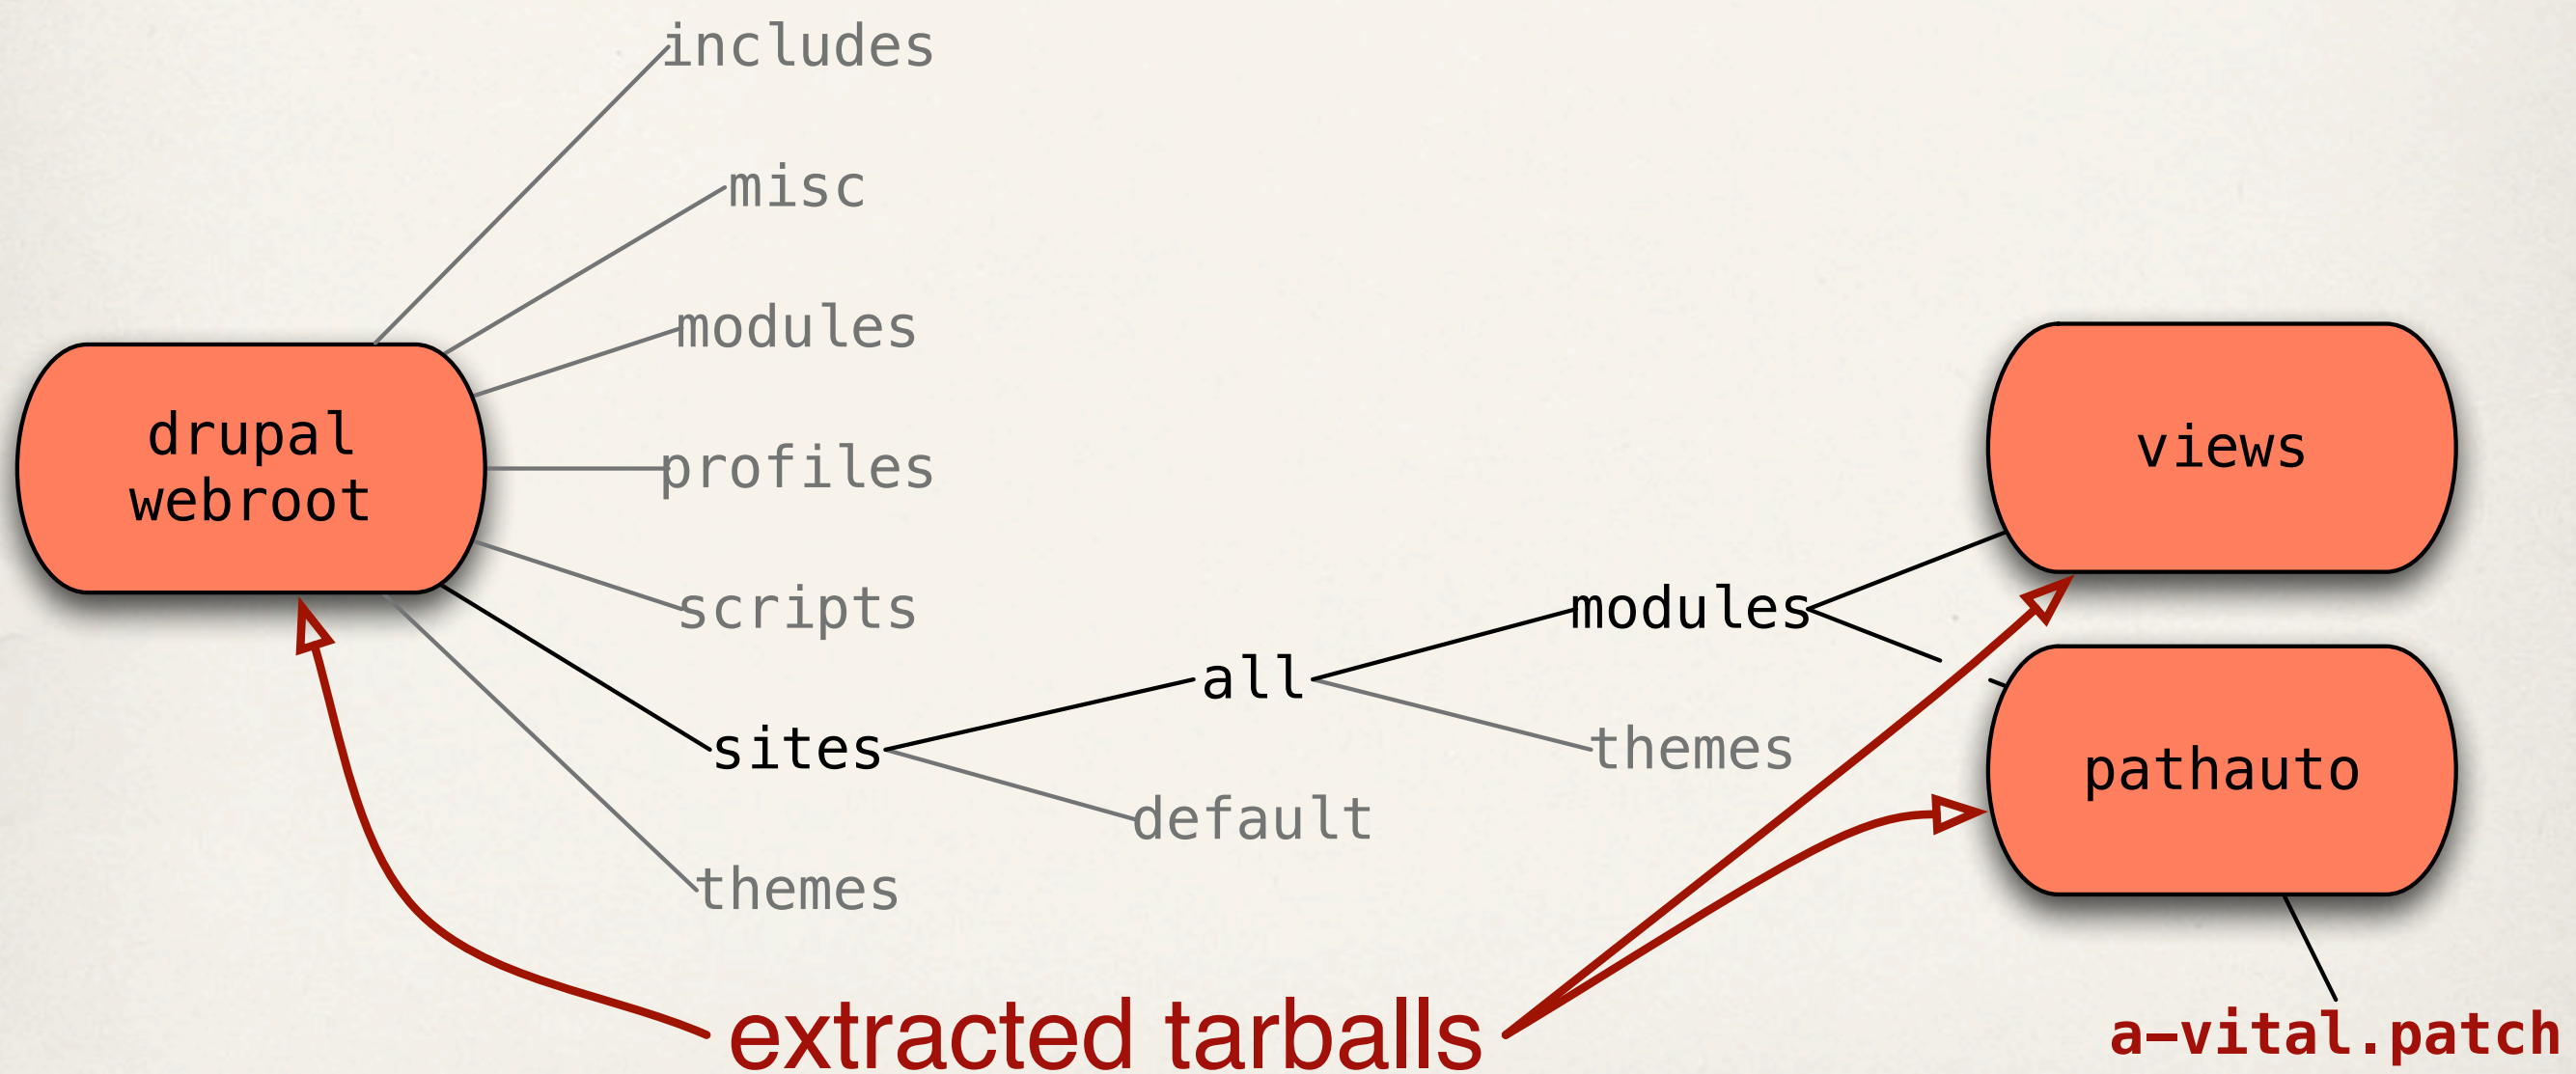 includes
misc
modules
profiles
scripts
sites
themes
drupal
webroot
all
default
modules
themes
views
pathauto
extracted tarballs
a-vital.patch